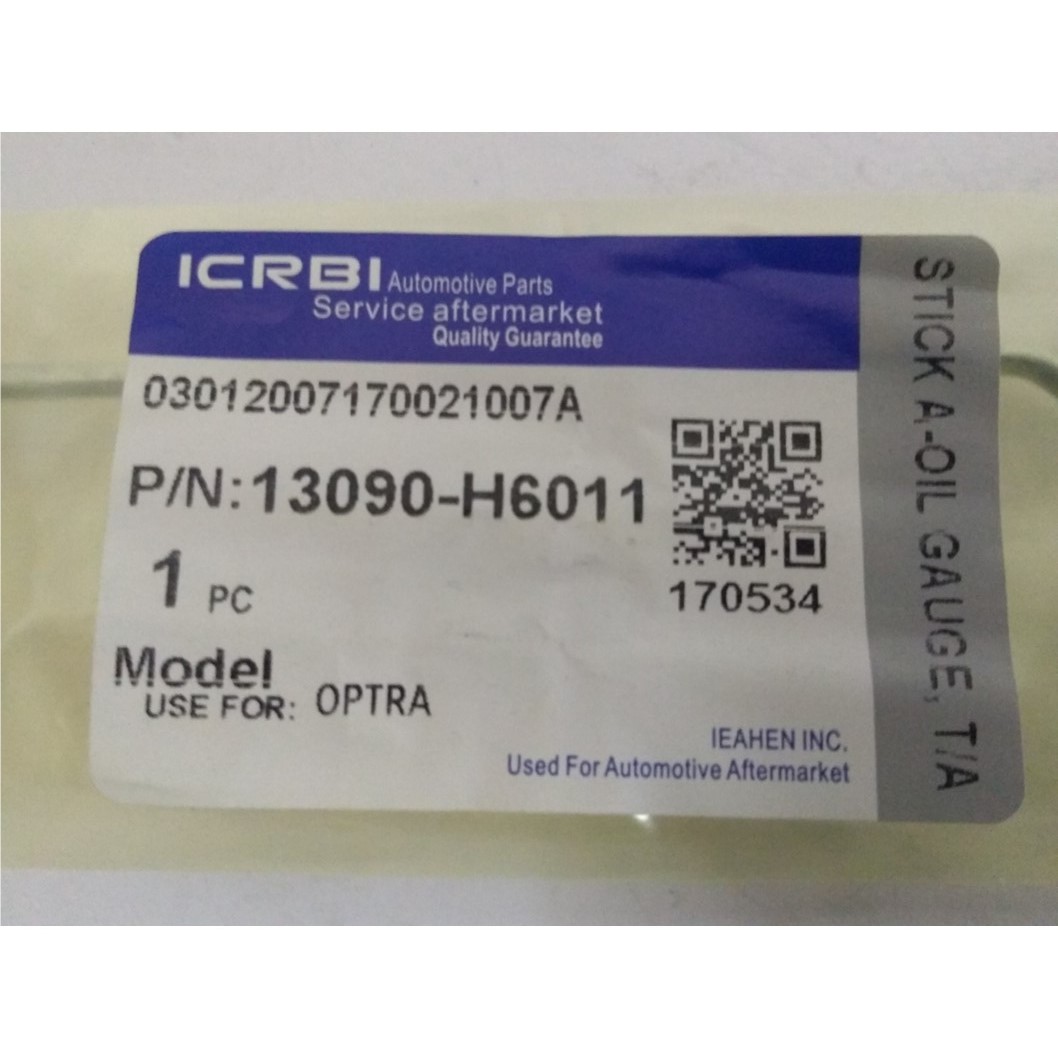 ICRBI Automotive Parts
Service aftermarket
Quality Guarantee
03012007170021007A
P/N:13090-H6011
1 PC
170534
Model
USE FOR: OPTRA
IEAHEN INC.
Used For Automotive Aftermarket
STICK A-OIL GAUGE, T/A